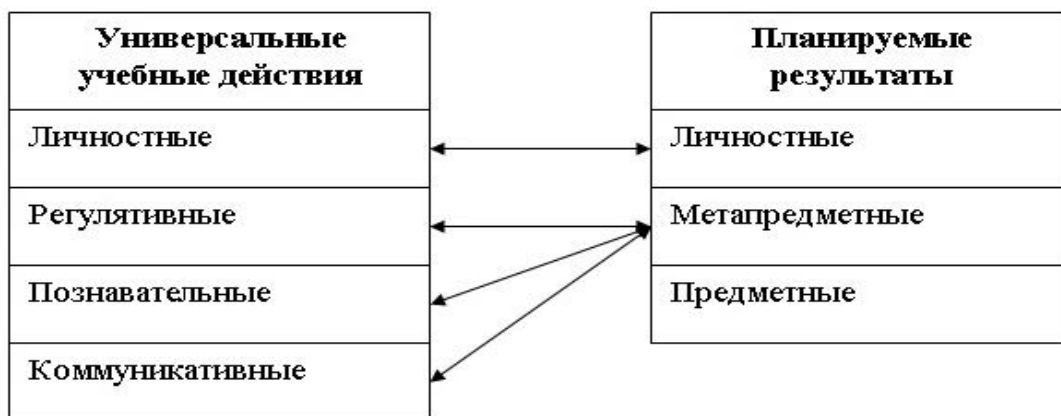 Универсальные
учебные действия
Личностные
Регулятивные
Познавательные
Коммуникативные
Планируемые
результаты
Личностные
Метапредметные
Предметные